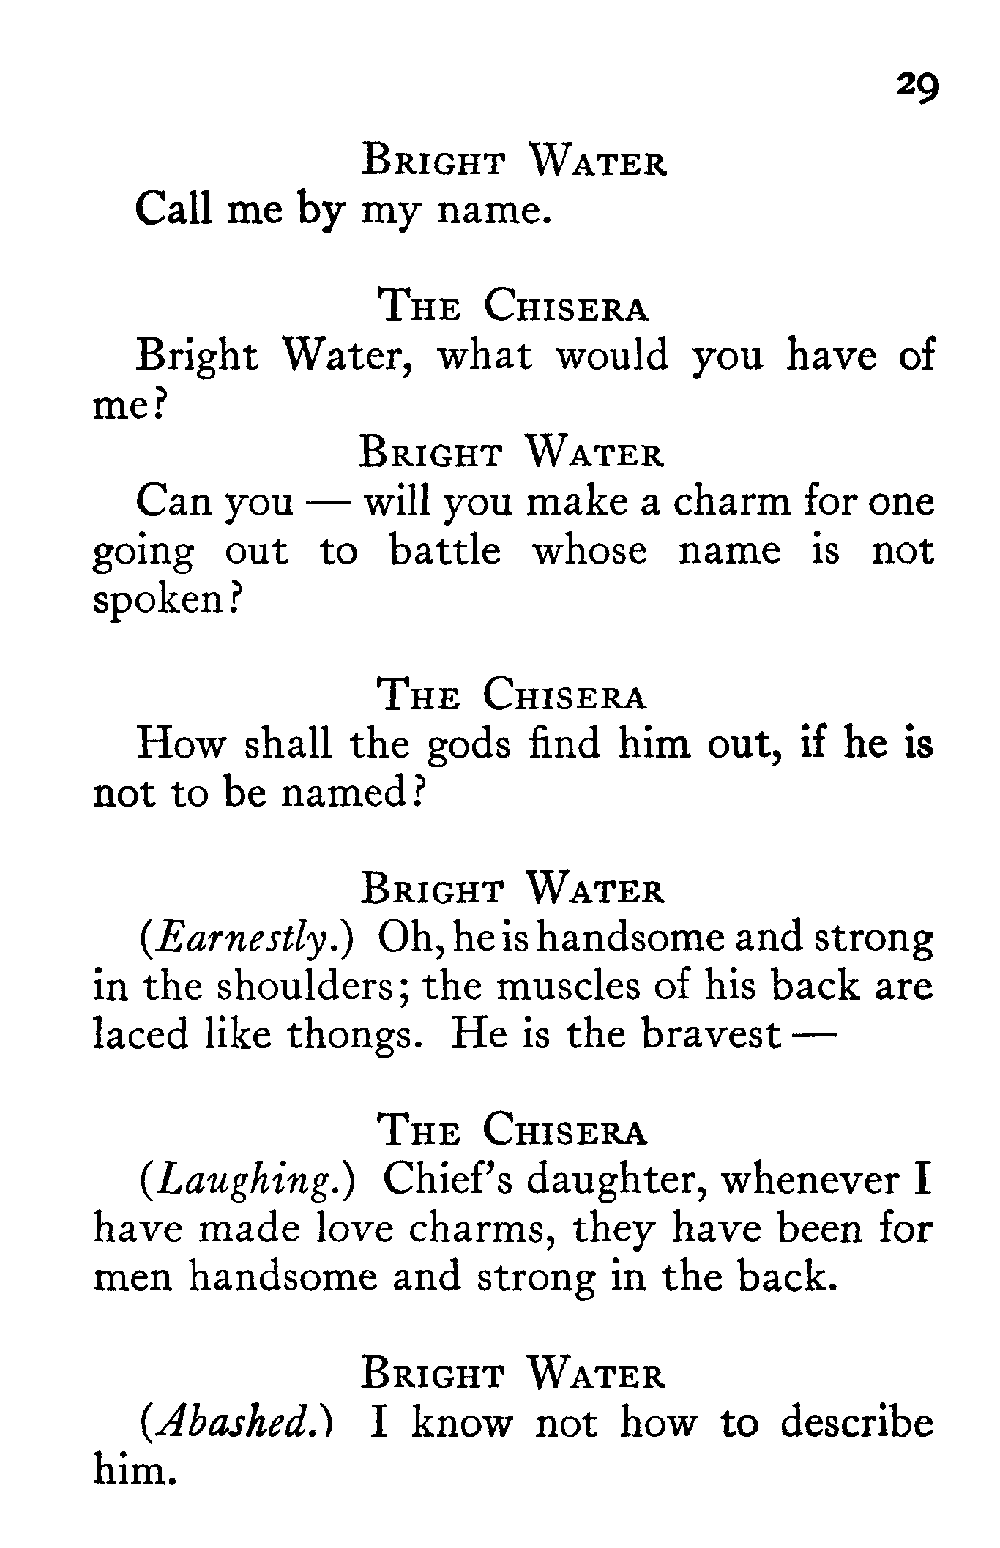 29
Bright Water
Call me by my name.
The Chisera
Bright Water, what would you have of
me?
Bright Water
Can you — will you make a charm for one
going out to battle whose name is not
spoken?
The Chisera
How shall the gods find him out, if he is
not to be named?
Bright Water
(Earnestly.) Oh, he is handsome and strong
in the shoulders; the muscles of his back are
laced like thongs. He is the bravest —
The Chisera
(Laughing.) Chief's daughter, whenever I
have made love charms, they have been for
men handsome and strong in the back.
Bright Water
(Abashed.) I know not how to describe
him.